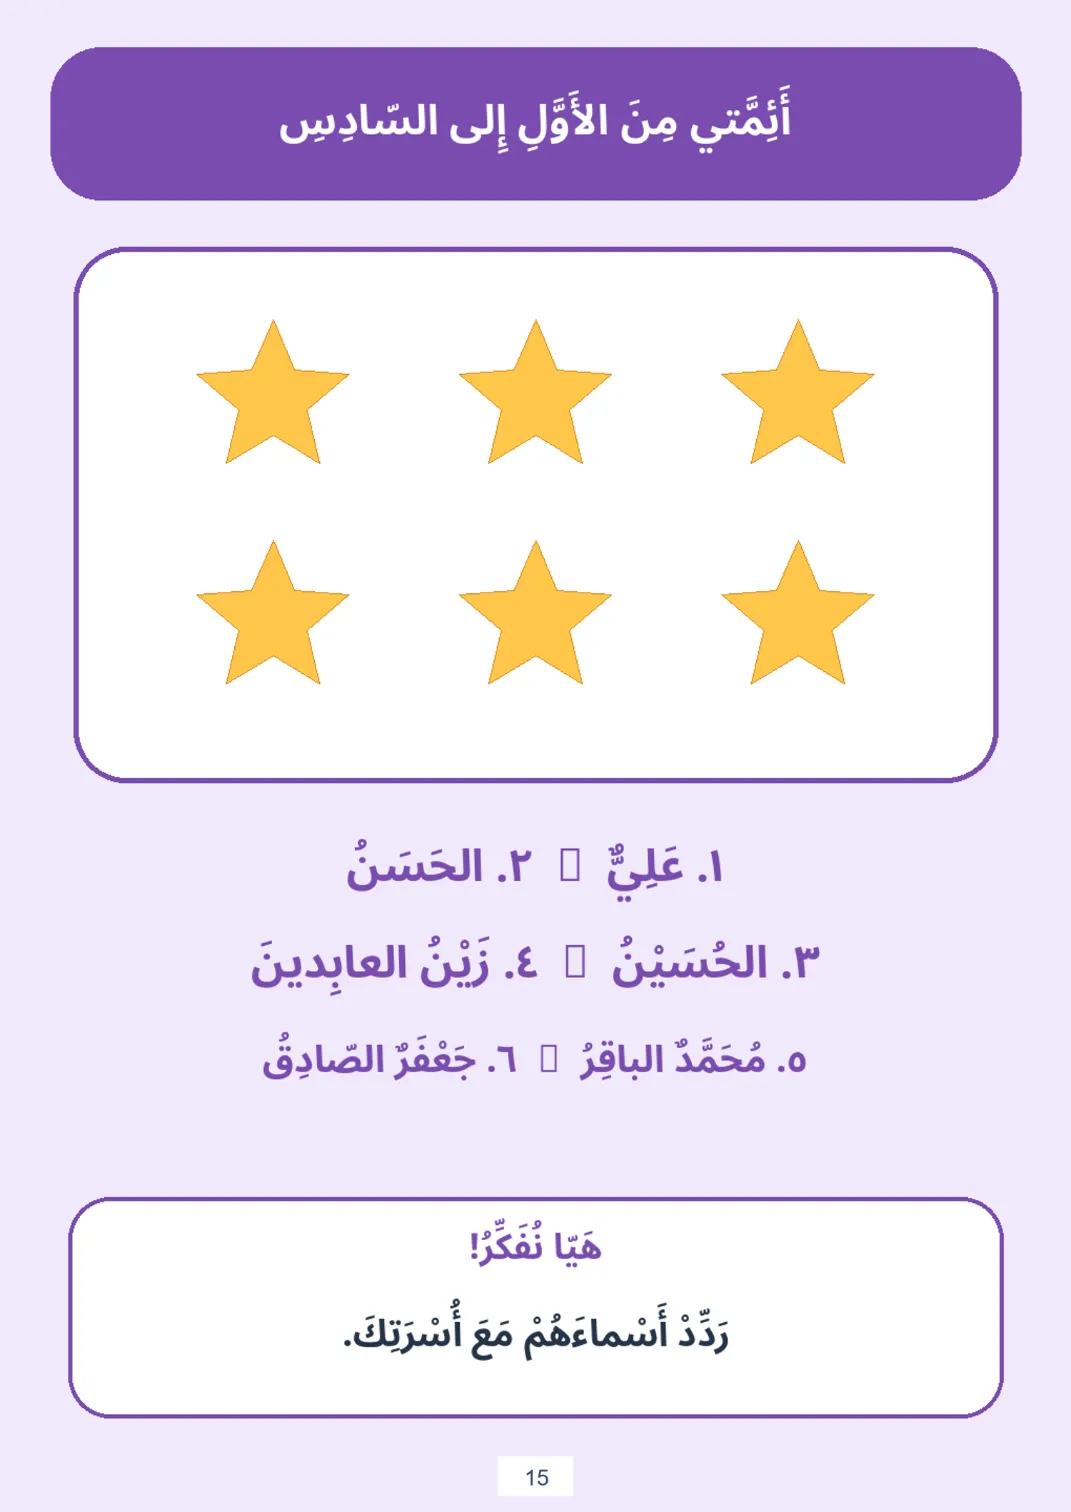 أَئِمَّتي مِنَ الأَوَّلِ إِلى السّادِسِ
١. عَلِيٌّ ▯ ٢. الحَسَنُ
٣. الحُسَيْنُ ▯ ٤. زَيْنُ العابِدينَ
٥. مُحَمَّدٌ الباقِرُ ▯ ٦. جَعْفَرٌ الصّادِقُ
هَيّا نُفَكِّرُ!
رَدِّدْ أَسْماءَهُمْ مَعَ أُسْرَتِكَ.
15